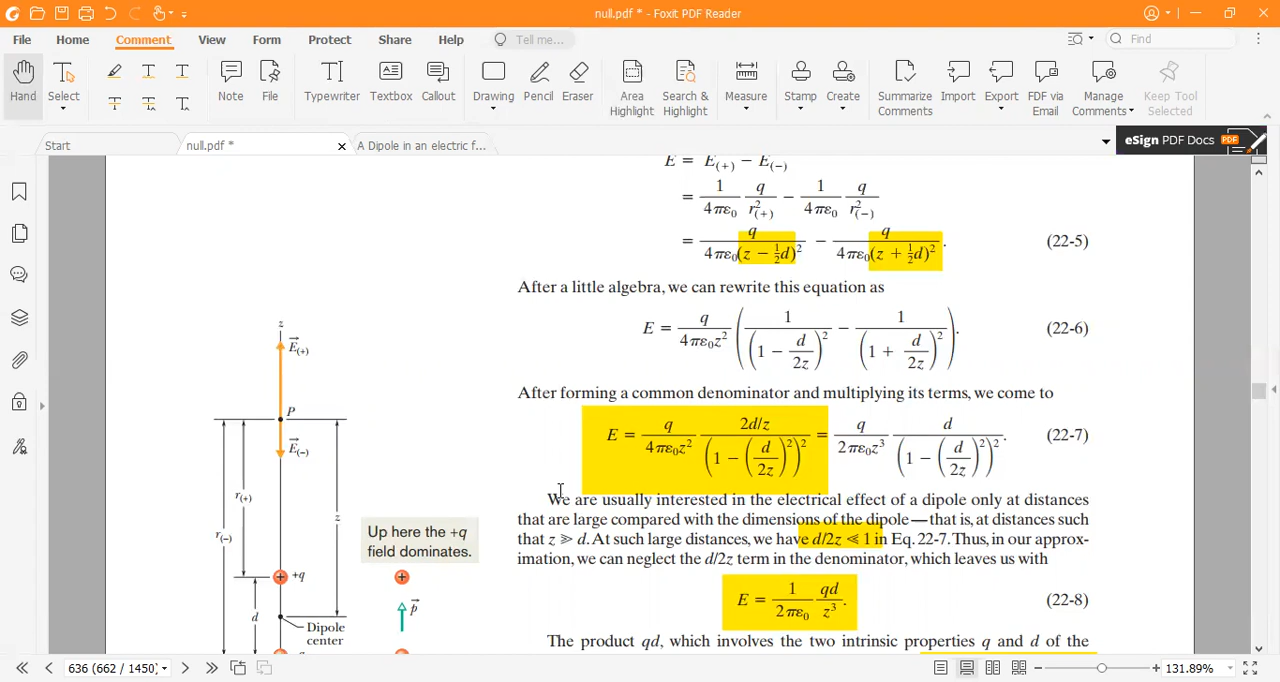 null.pdf * - Foxit PDF Reader
File Home Comment View Form Protect Share Help Tell me... Find
Hand Select Note File Typewriter Textbox Callout Drawing Pencil Eraser Area Highlight Search & Highlight Measure Stamp Create Summarize Comments Import Export PDF via Email Manage Comments Keep Tool Selected
Start null.pdf * A Dipole in an electric f... eSign PDF Docs PDF
E = E(+) − E(−)
= 1/4πε₀ q/r²(+) − 1/4πε₀ q/r²(−)
= q/4πε₀(z − ½d)² − q/4πε₀(z + ½d)². (22-5)
After a little algebra, we can rewrite this equation as
E = q/4πε₀z² (1/(1 − d/2z)² − 1/(1 + d/2z)²). (22-6)
After forming a common denominator and multiplying its terms, we come to
E = q/4πε₀z² 2d/z/(1 − (d/2z)²)² = q/2πε₀z³ d/(1 − (d/2z)²)². (22-7)
We are usually interested in the electrical effect of a dipole only at distances
that are large compared with the dimensions of the dipole—that is, at distances such
that z ≫ d. At such large distances, we have d/2z ≪ 1 in Eq. 22-7. Thus, in our approx-
imation, we can neglect the d/2z term in the denominator, which leaves us with
E = 1/2πε₀ qd/z³. (22-8)
The product qd, which involves the two intrinsic properties q and d of the
z
E(+)
P
E(−)
r(+)
z
r(−)
Up here the +q
field dominates.
+ +q
+
p
d
Dipole
center
636 (662 / 1450) 131.89%